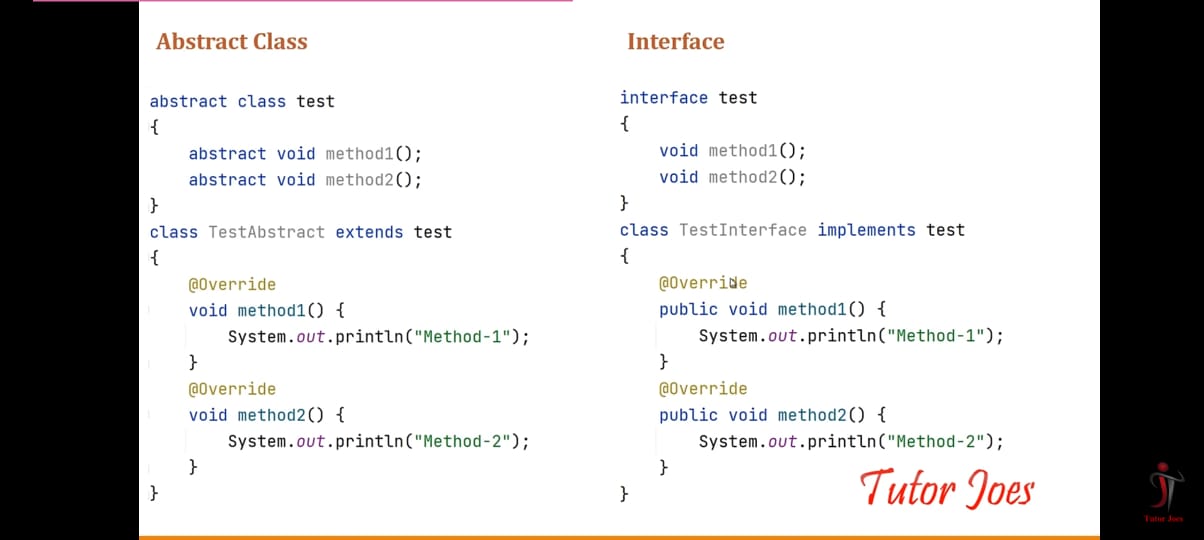 Abstract Class
abstract class test
{
abstract void method1();
abstract void method2();
}
class TestAbstract extends test
{
@Override
void method1() {
System.out.println("Method-1");
}
@Override
void method2() {
System.out.println("Method-2");
}
}
Interface
interface test
{
void method1();
void method2();
}
class TestInterface implements test
{
@Override
public void method1() {
System.out.println("Method-1");
}
@Override
public void method2() {
System.out.println("Method-2");
}
}
Tutor Joes
Tutor Joes